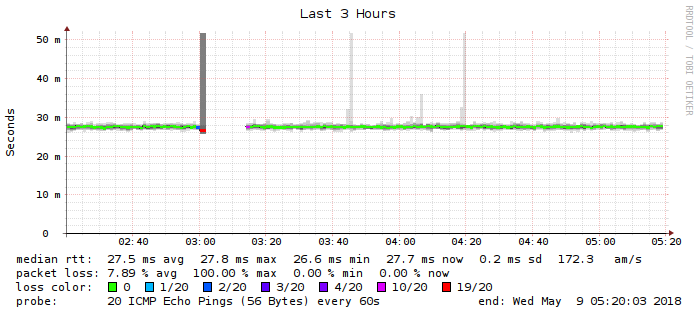 Last 3 Hours
RRDTOOL / TOBI OETIKER
Seconds
50 m
40 m
30 m
20 m
10 m
0
02:40 03:00 03:20 03:40 04:00 04:20 04:40 05:00 05:20
median rtt: 27.5 ms avg 27.8 ms max 26.6 ms min 27.7 ms now 0.2 ms sd 172.3 am/s
packet loss: 7.89 % avg 100.00 % max 0.00 % min 0.00 % now
loss color: 0 1/20 2/20 3/20 4/20 10/20 19/20
probe: 20 ICMP Echo Pings (56 Bytes) every 60s end: Wed May 9 05:20:03 2018